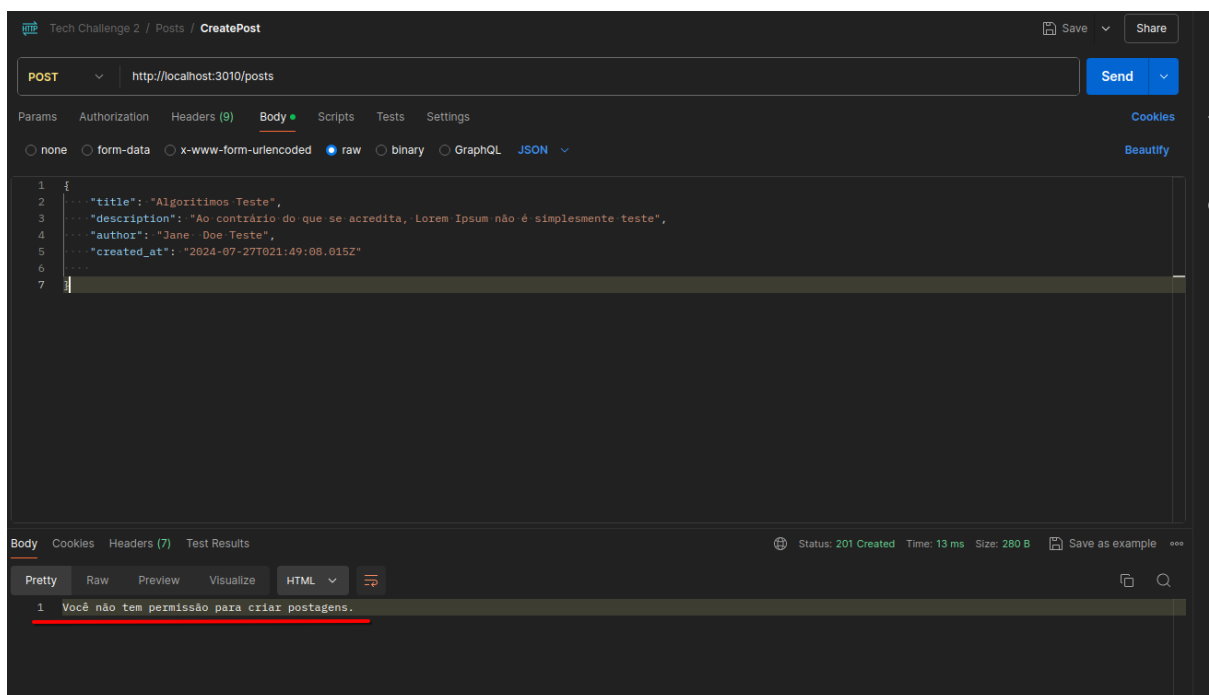 HTTP Tech Challenge 2 / Posts / CreatePost Save Share
POST http://localhost:3010/posts Send
Params Authorization Headers (9) Body Scripts Tests Settings Cookies
none form-data x-www-form-urlencoded raw binary GraphQL JSON Beautify
1 {
2 "title": "Algoritimos Teste",
3 "description": "Ao contrário do que se acredita, Lorem Ipsum não é simplesmente teste",
4 "author": "Jane  Doe Teste",
5 "created_at": "2024-07-27T021:49:08.015Z"
6
7 }
Body Cookies Headers (7) Test Results Status: 201 Created Time: 13 ms Size: 280 B Save as example
Pretty Raw Preview Visualize HTML
1 Você não tem permissão para criar postagens.